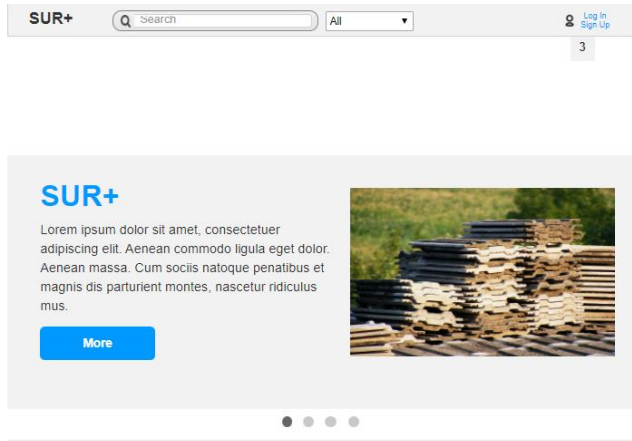 SUR+
Search
All
Log In
Sign Up
3
SUR+
Lorem ipsum dolor sit amet, consectetuer
adipiscing elit. Aenean commodo ligula eget dolor.
Aenean massa. Cum sociis natoque penatibus et
magnis dis parturient montes, nascetur ridiculus
mus.
More